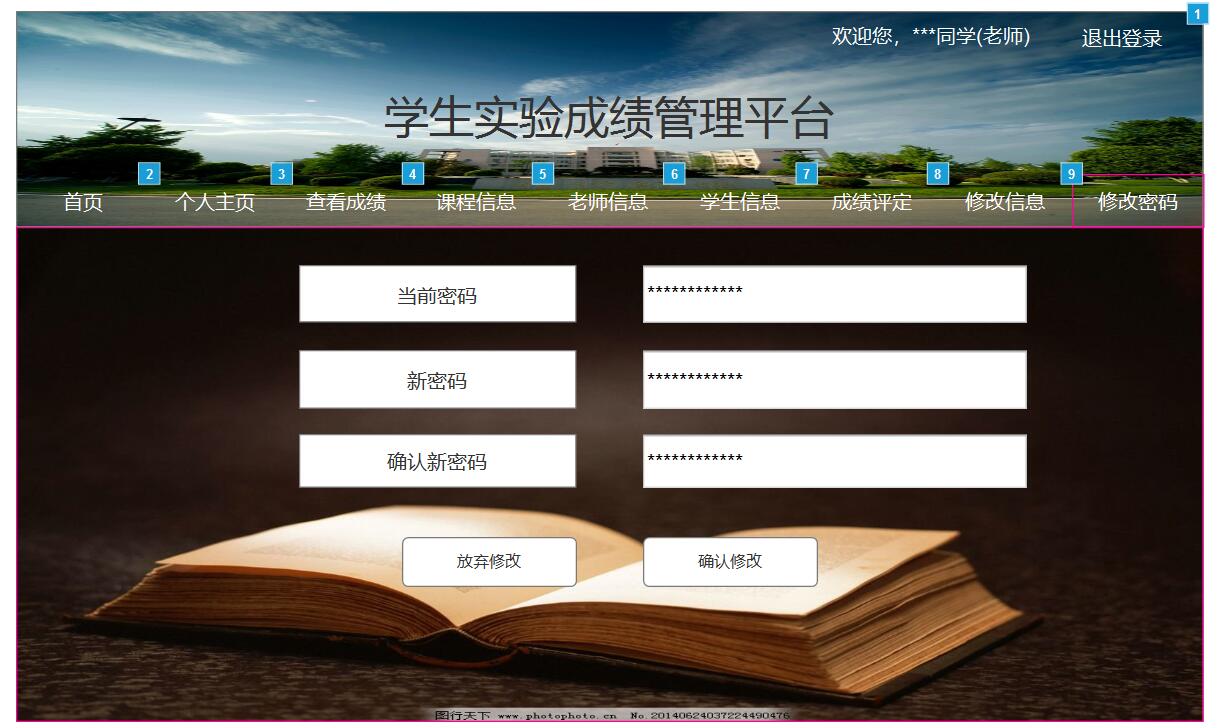 1
欢迎您，***同学(老师)
退出登录
学生实验成绩管理平台
2 3 4 5 6 7 8 9
首页 个人主页 查看成绩 课程信息 老师信息 学生信息 成绩评定 修改信息 修改密码
当前密码 ************
新密码 ************
确认新密码 ************
放弃修改 确认修改
图行天下 www.photophoto.cn No.20140624037224490476